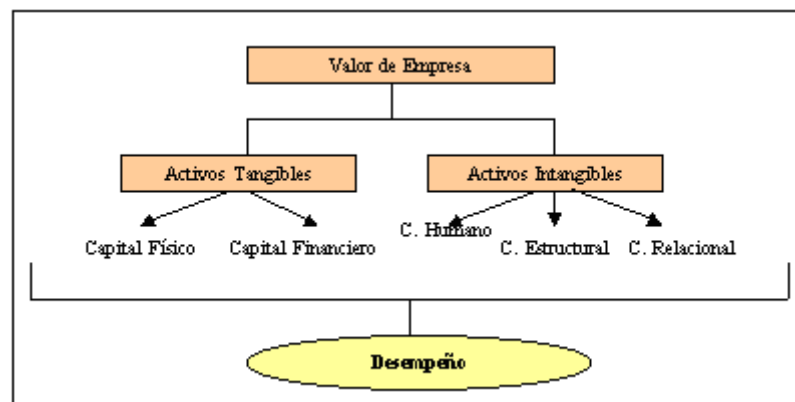 Valor de Empresa
Activos Tangibles
Activos Intangibles
Capital Físico
Capital Financiero
C. Humano
C. Estructural
C. Relacional
Desempeño